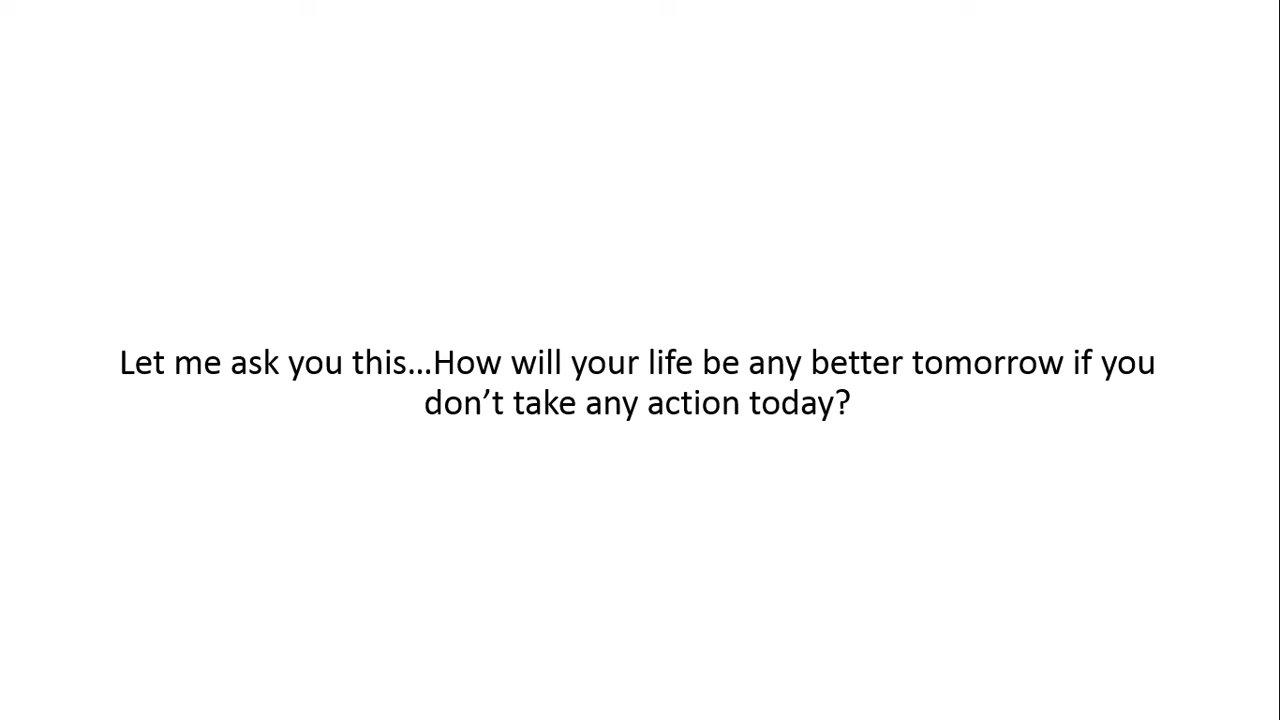 Let me ask you this...How will your life be any better tomorrow if you
don’t take any action today?